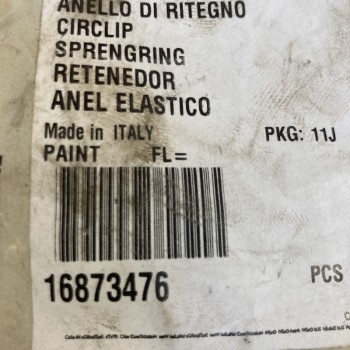 ANELLO DI RITEGNO
CIRCLIP
SPRENGRING
RETENEDOR
ANEL ELASTICO
Made in ITALY PKG: 11J
PAINT FL=
16873476 PCS